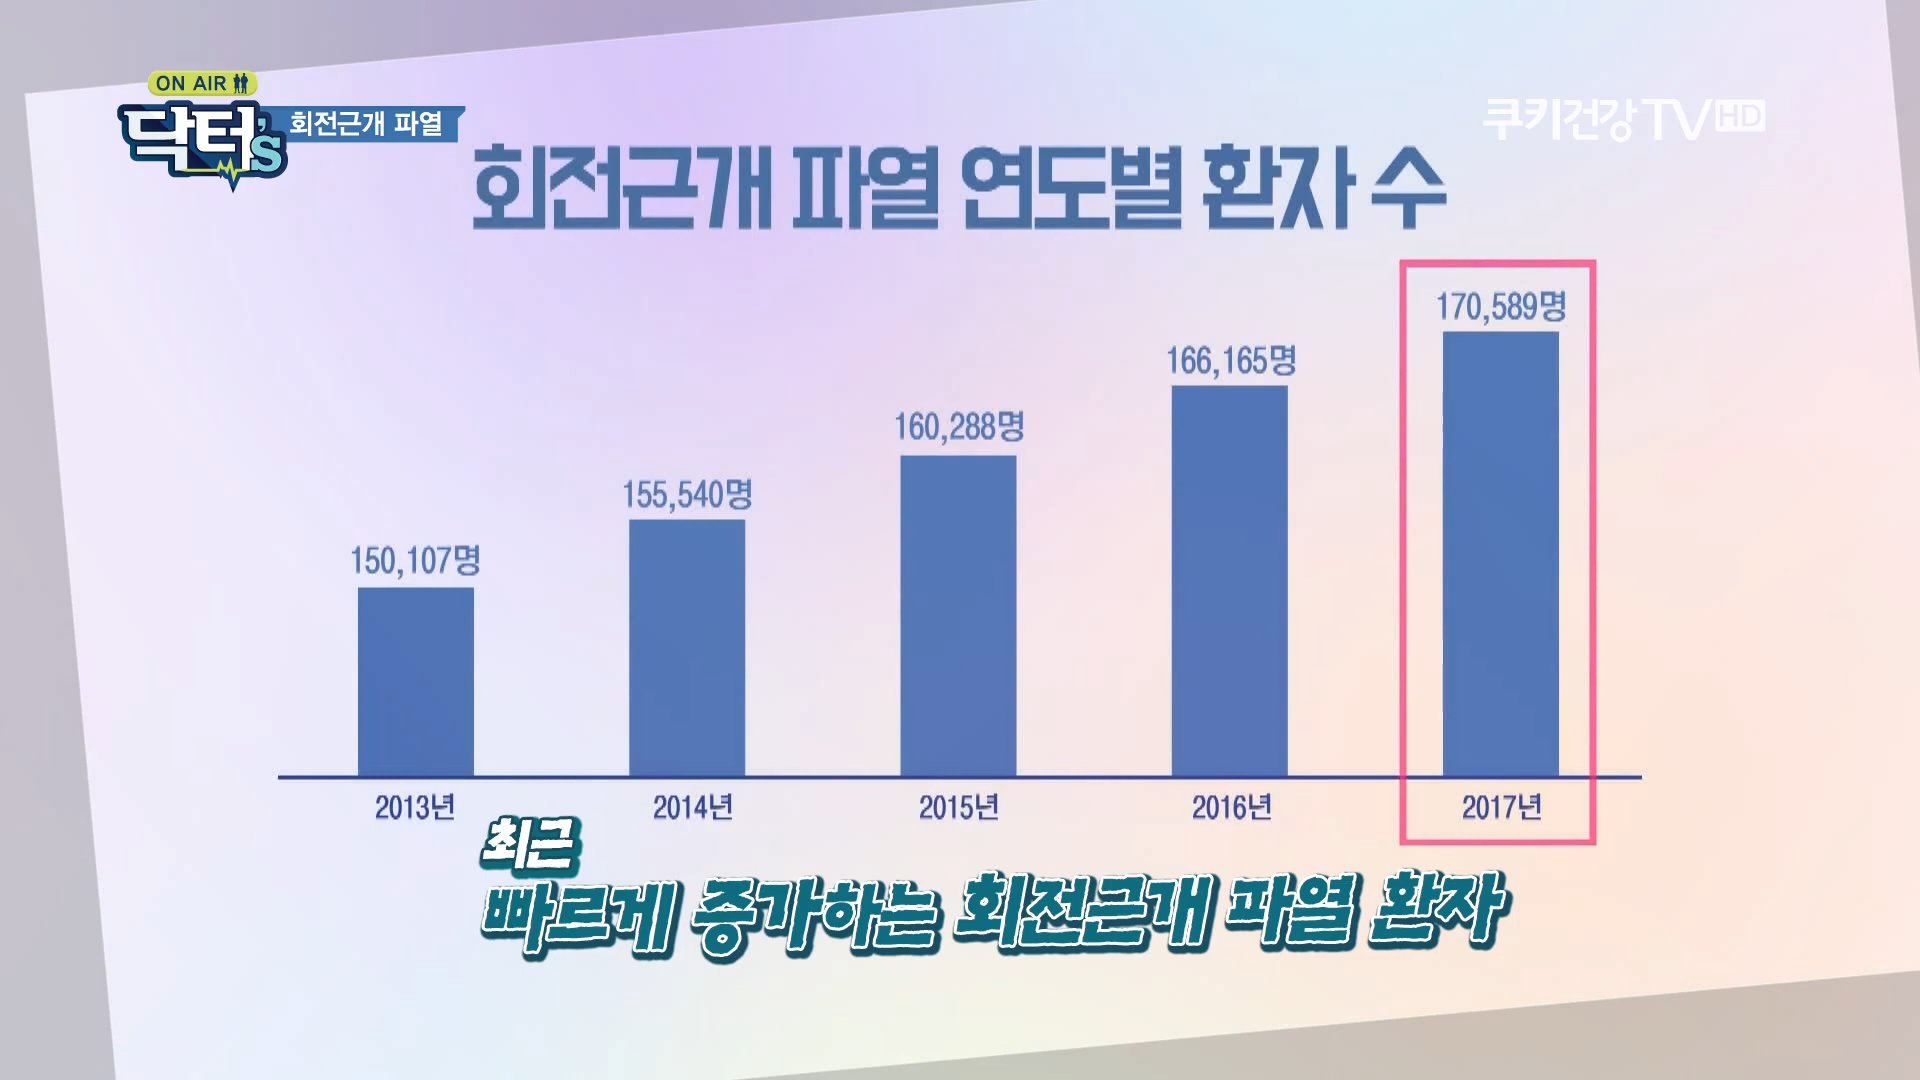 ON AIR
닥터's
회전근개 파열
쿠키건강TV HD
회전근개 파열 연도별 환자 수
150,107명
155,540명
160,288명
166,165명
170,589명
2013년
2014년
2015년
2016년
2017년
최근
빠르게 증가하는 회전근개 파열 환자